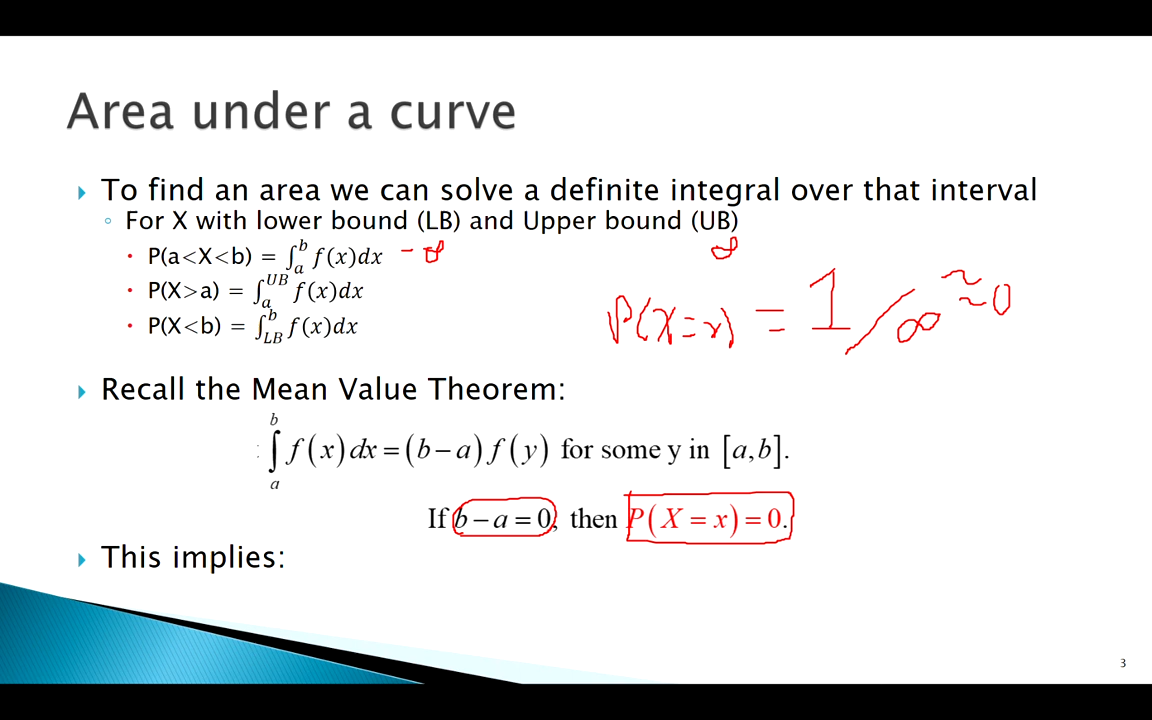 Area under a curve
To find an area we can solve a definite integral over that interval
For X with lower bound (LB) and Upper bound (UB)
P(a<X<b) = ∫_a^b f(x)dx -∞ ∞
P(X>a) = ∫_a^UB f(x)dx
P(X<b) = ∫_LB^b f(x)dx
P(X=x) = 1/∞ ≈ ≈0
Recall the Mean Value Theorem:
∫_a^b f(x)dx = (b−a) f(y) for some y in [a,b].
If b−a=0, then P(X=x)=0.
This implies:
3